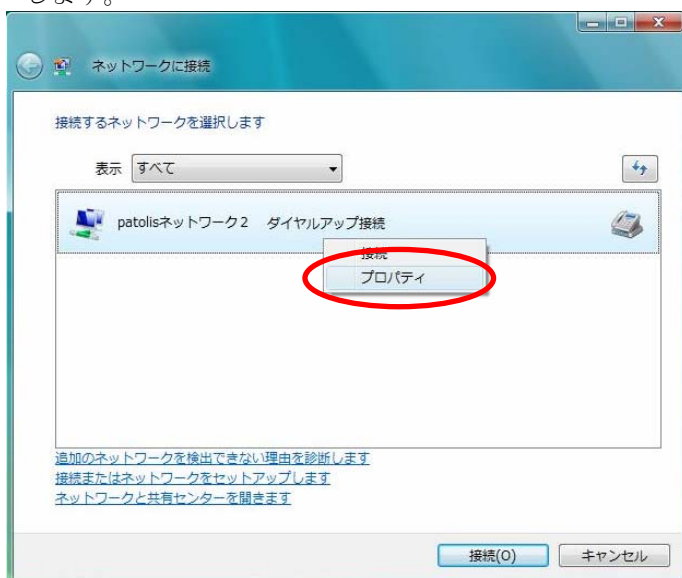 します。
ネットワークに接続
接続するネットワークを選択します
表示 すべて
patolisネットワーク2 ダイヤルアップ接続
接続
プロパティ
追加のネットワークを検出できない理由を診断します
接続またはネットワークをセットアップします
ネットワークと共有センターを開きます
接続(O) キャンセル